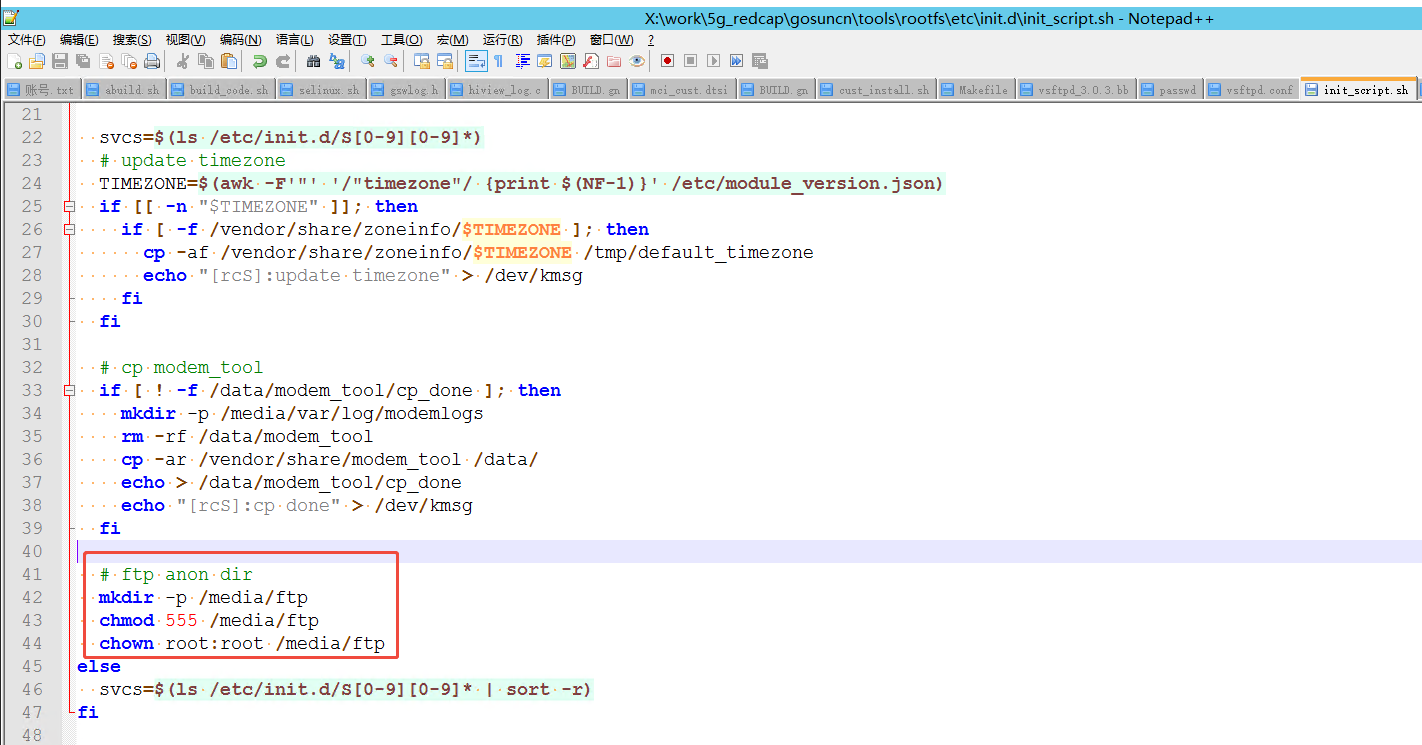 X:\work\5g_redcap\gosuncn\tools\rootfs\etc\init.d\init_script.sh - Notepad++
文件(F) 编辑(E) 搜索(S) 视图(V) 编码(N) 语言(L) 设置(T) 工具(O) 宏(M) 运行(R) 插件(P) 窗口(W) ?
账号.txt abuild.sh build_code.sh selinux.sh gswlog.h hiview_log.c BUILD.gn mci_cust.dtsi BUILD.gn cust_install.sh Makefile vsftpd_3.0.3.bb passwd vsftpd.conf init_script.sh
21
22 svcs=$(ls /etc/init.d/S[0-9][0-9]*)
23 # update timezone
24 TIMEZONE=$(awk -F'"' '/"timezone"/ {print $(NF-1)}' /etc/module_version.json)
25 if [[ -n "$TIMEZONE" ]]; then
26 if [ -f /vendor/share/zoneinfo/$TIMEZONE ]; then
27 cp -af /vendor/share/zoneinfo/$TIMEZONE /tmp/default_timezone
28 echo "[rcS]:update timezone" > /dev/kmsg
29 fi
30 fi
31
32 # cp modem_tool
33 if [ ! -f /data/modem_tool/cp_done ]; then
34 mkdir -p /media/var/log/modemlogs
35 rm -rf /data/modem_tool
36 cp -ar /vendor/share/modem_tool /data/
37 echo > /data/modem_tool/cp_done
38 echo "[rcS]:cp done" > /dev/kmsg
39 fi
40
41 # ftp anon dir
42 mkdir -p /media/ftp
43 chmod 555 /media/ftp
44 chown root:root /media/ftp
45 else
46 svcs=$(ls /etc/init.d/S[0-9][0-9]* | sort -r)
47 fi
48